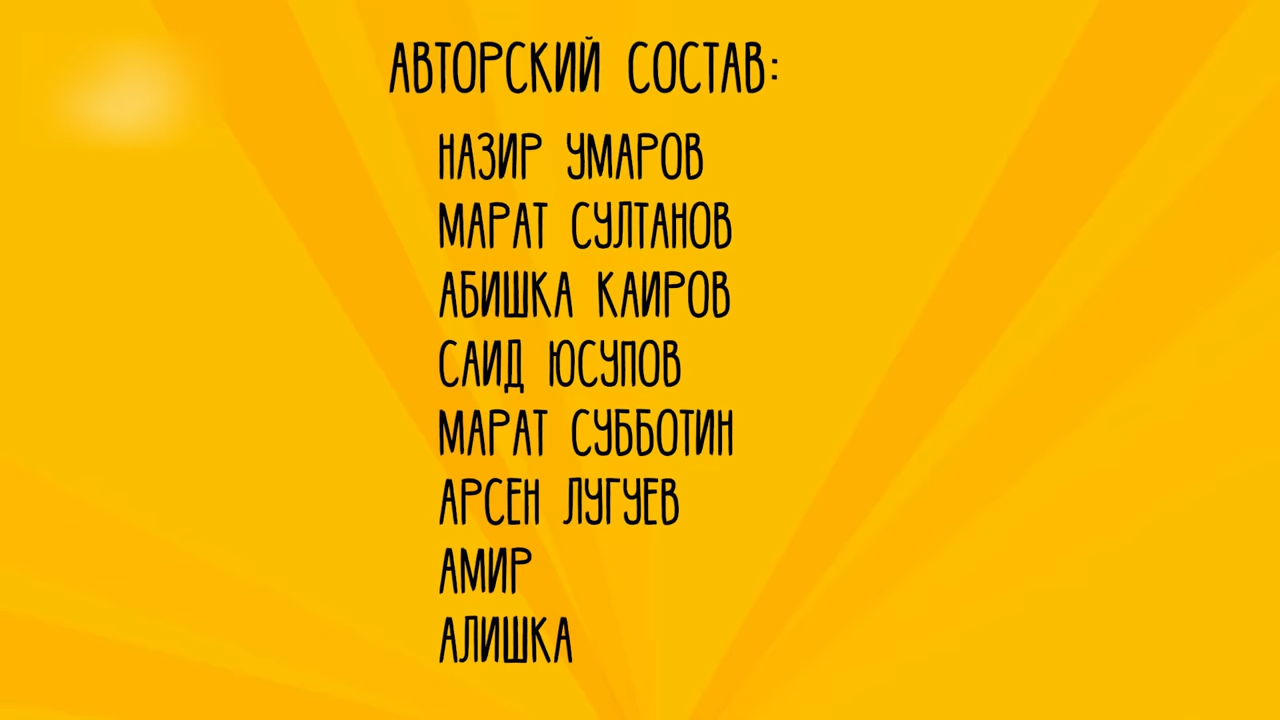 АВТОРСКИЙ СОСТАВ:
НАЗИР УМАРОВ
МАРАТ СУЛТАНОВ
АБИШКА КАИРОВ
САИД ЮСУПОВ
МАРАТ СУББОТИН
АРСЕН ЛУГУЕВ
АМИР
АЛИШКА